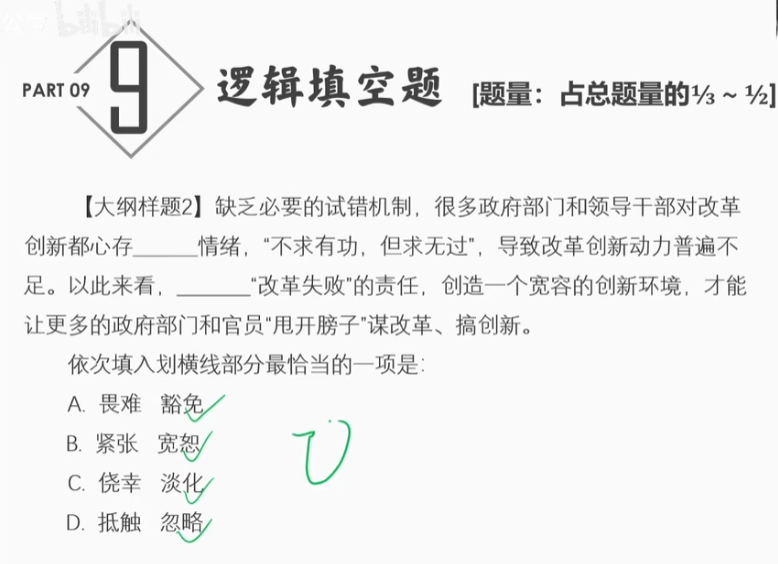 bilibili
PART 09
9
逻辑填空题 [题量：占总题量的⅓ ~ ½]
【大纲样题2】缺乏必要的试错机制，很多政府部门和领导干部对改革
创新都心存______情绪，“不求有功，但求无过”，导致改革创新动力普遍不
足。以此来看，_______“改革失败”的责任，创造一个宽容的创新环境，才能
让更多的政府部门和官员“甩开膀子”谋改革、搞创新。
依次填入划横线部分最恰当的一项是：
A. 畏难 豁免
B. 紧张 宽恕
C. 侥幸 淡化
D. 抵触 忽略